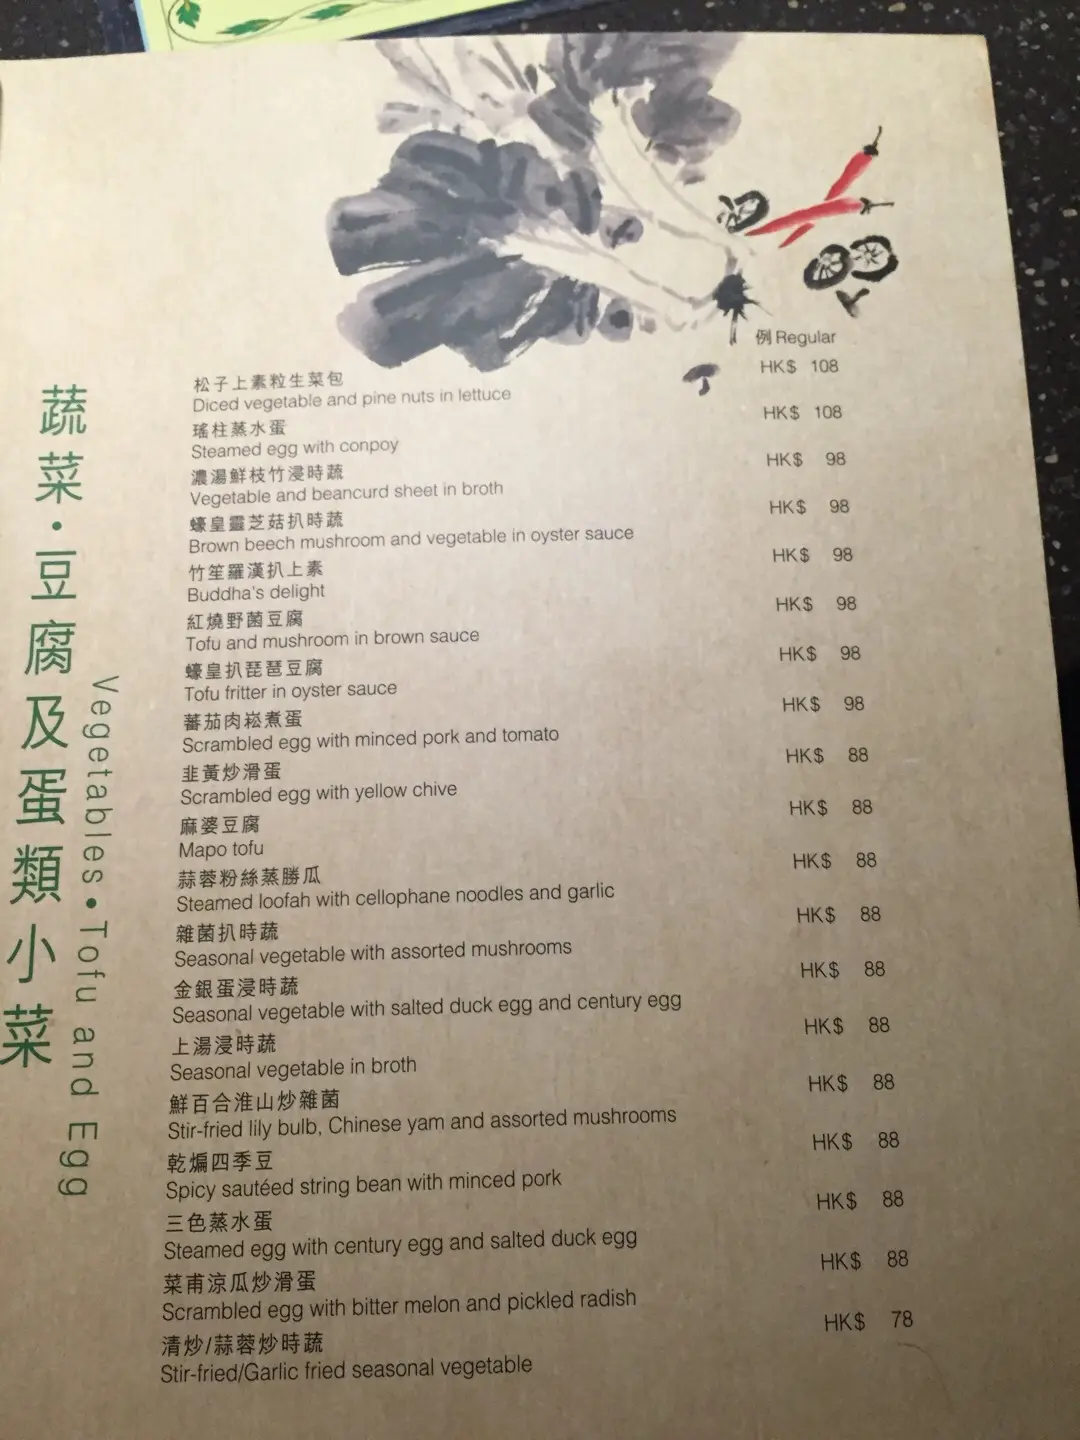 蔬菜・豆腐及蛋類小菜
Vegetables • Tofu and Egg
例 Regular
松子上素粒生菜包 HK$ 108
Diced vegetable and pine nuts in lettuce
瑤柱蒸水蛋 HK$ 108
Steamed egg with conpoy
濃湯鮮枝竹浸時蔬 HK$ 98
Vegetable and beancurd sheet in broth
蠔皇靈芝菇扒時蔬 HK$ 98
Brown beech mushroom and vegetable in oyster sauce
竹笙羅漢扒上素 HK$ 98
Buddha's delight
紅燒野菌豆腐 HK$ 98
Tofu and mushroom in brown sauce
蠔皇扒琵琶豆腐 HK$ 98
Tofu fritter in oyster sauce
蕃茄肉崧煮蛋 HK$ 98
Scrambled egg with minced pork and tomato
韭黃炒滑蛋 HK$ 88
Scrambled egg with yellow chive
麻婆豆腐 HK$ 88
Mapo tofu
蒜蓉粉絲蒸勝瓜 HK$ 88
Steamed loofah with cellophane noodles and garlic
雜菌扒時蔬 HK$ 88
Seasonal vegetable with assorted mushrooms
金銀蛋浸時蔬 HK$ 88
Seasonal vegetable with salted duck egg and century egg
上湯浸時蔬 HK$ 88
Seasonal vegetable in broth
鮮百合淮山炒雜菌 HK$ 88
Stir-fried lily bulb, Chinese yam and assorted mushrooms
乾煸四季豆 HK$ 88
Spicy sautéed string bean with minced pork
三色蒸水蛋 HK$ 88
Steamed egg with century egg and salted duck egg
菜甫涼瓜炒滑蛋 HK$ 88
Scrambled egg with bitter melon and pickled radish
清炒/蒜蓉炒時蔬 HK$ 78
Stir-fried/Garlic fried seasonal vegetable